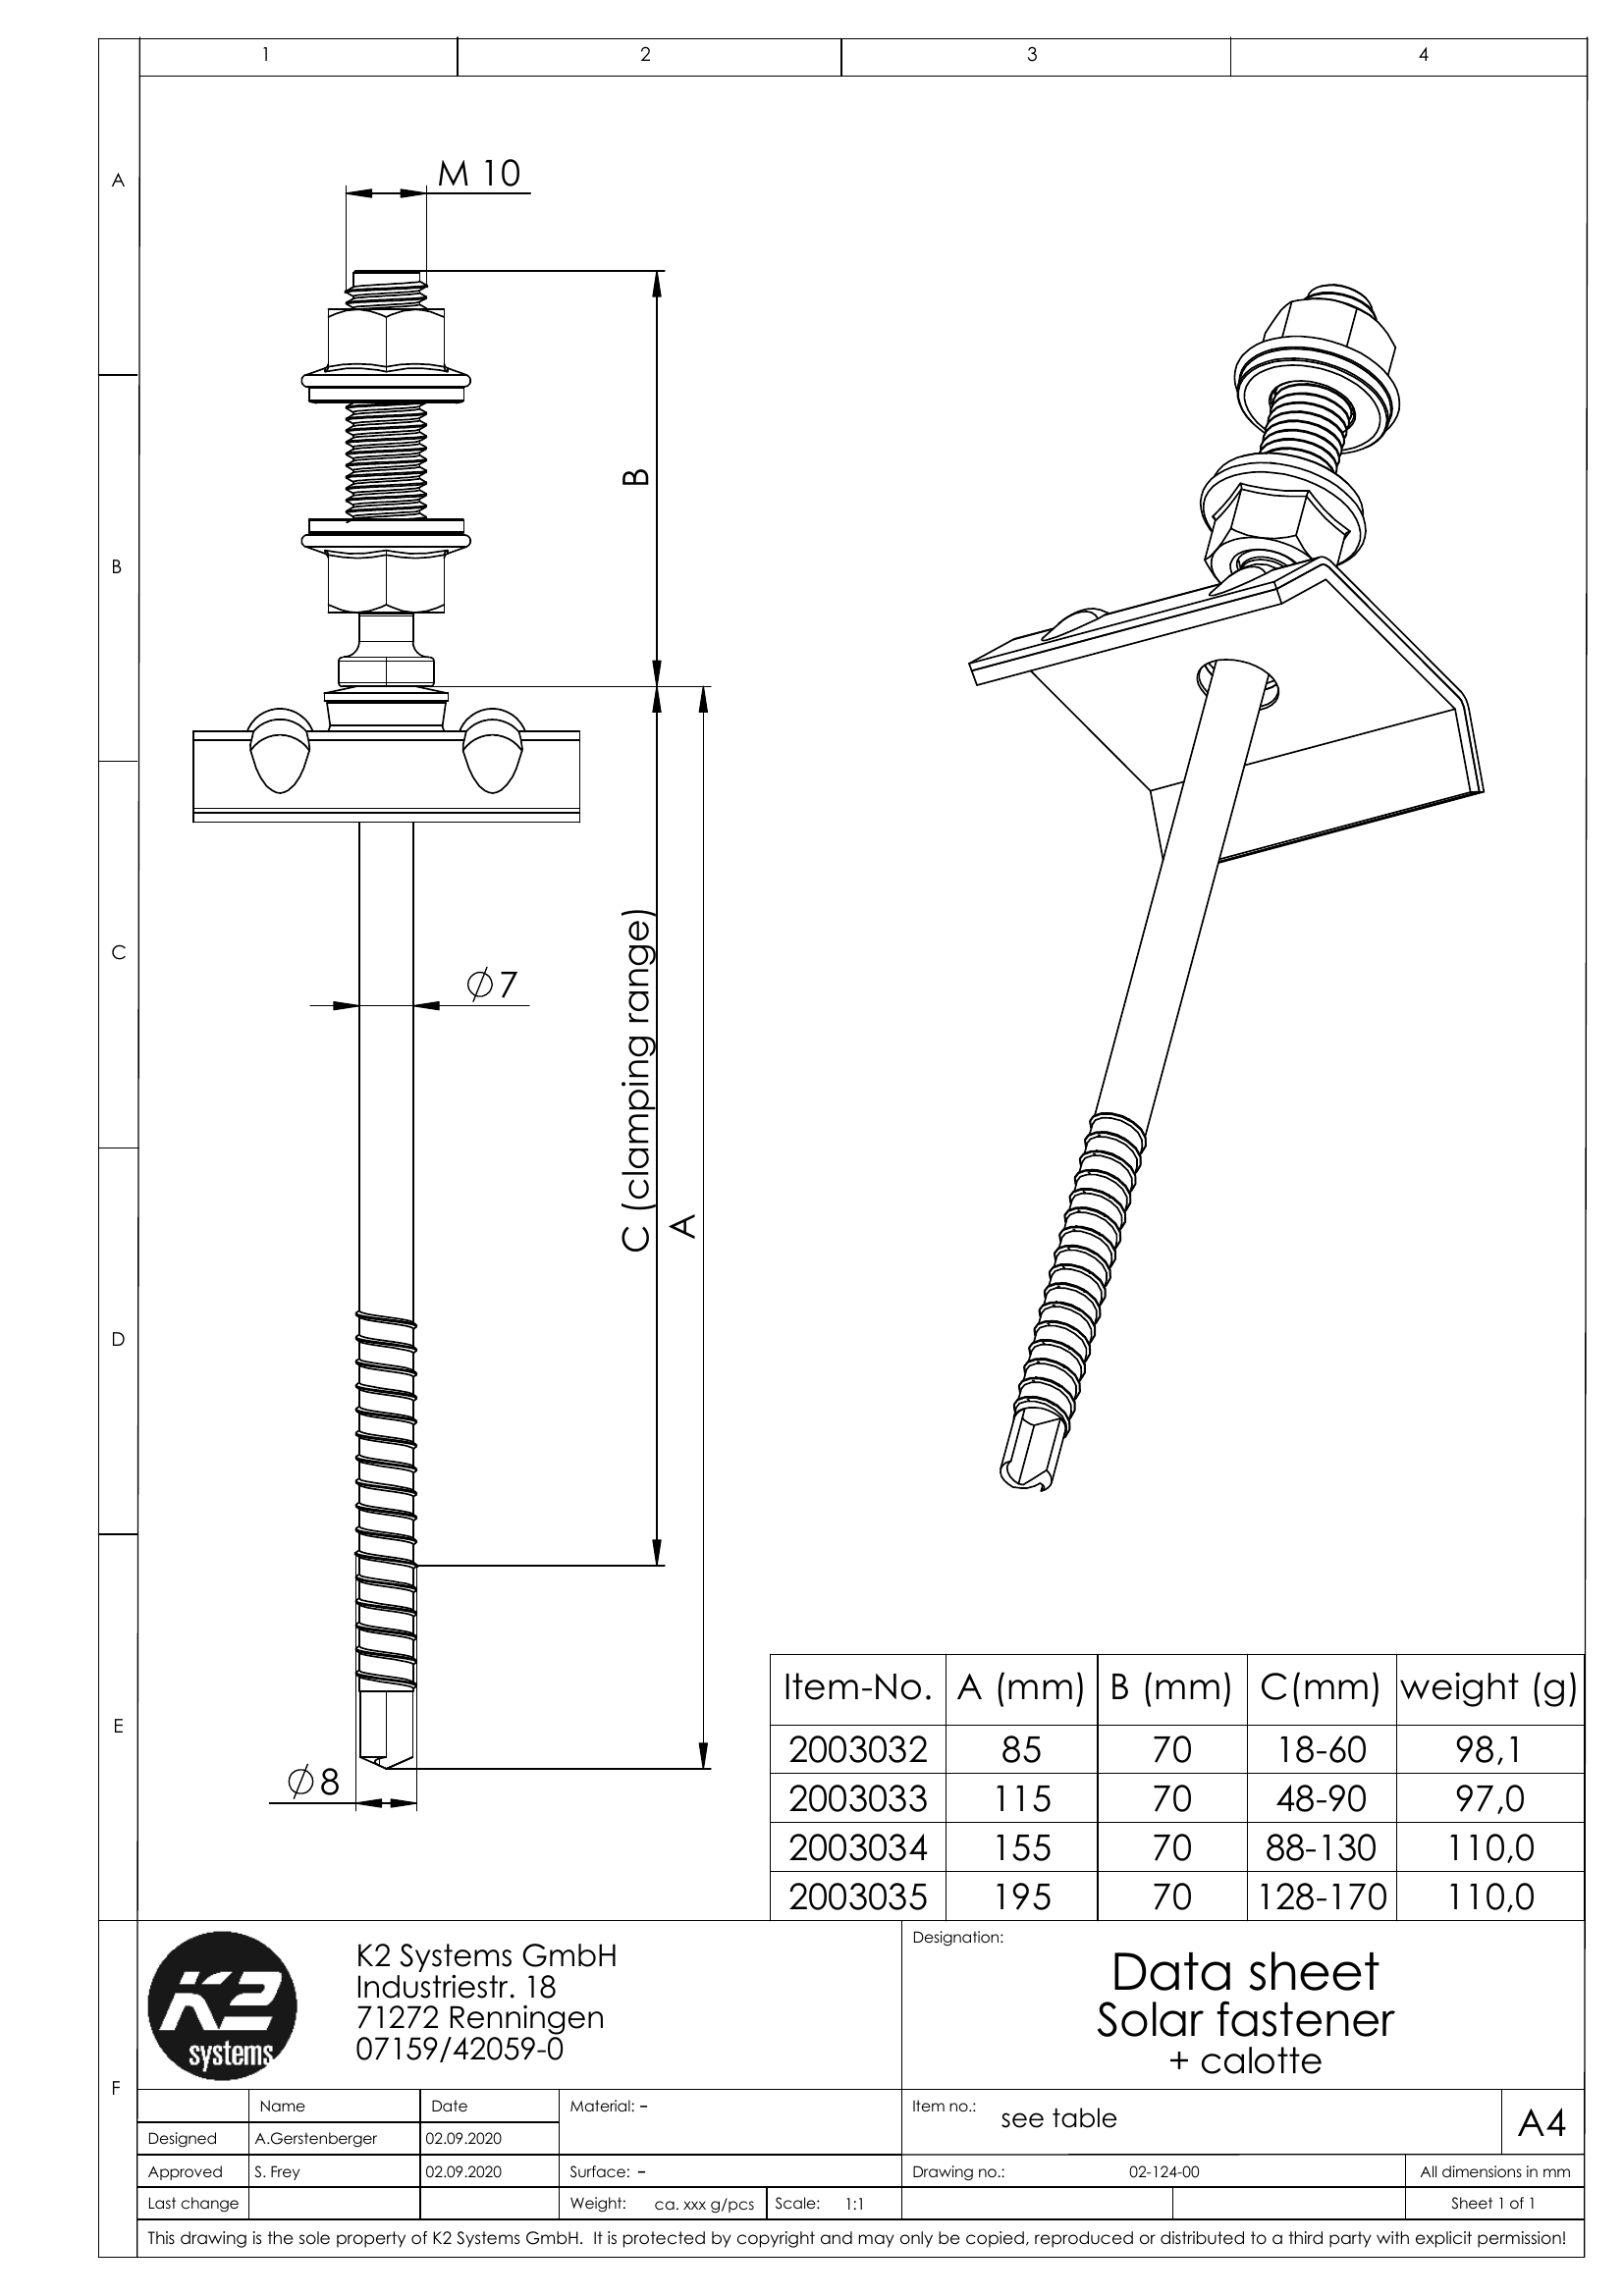 1 2 3 4
A
B
C
D
E
F
M 10
B
C (clamping range)
A
∅7
∅8
Item-No. A (mm) B (mm) C(mm) weight (g)
2003032 85 70 18-60 98,1
2003033 115 70 48-90 97,0
2003034 155 70 88-130 110,0
2003035 195 70 128-170 110,0
K2 systems
K2 Systems GmbH
Industriestr. 18
71272 Renningen
07159/42059-0
Designation:
Data sheet
Solar fastener
+ calotte
Name Date Material: -
Designed A.Gerstenberger 02.09.2020
Approved S. Frey 02.09.2020 Surface: -
Last change Weight: ca. xxx g/pcs Scale: 1:1
Item no.: see table A4
Drawing no.: 02-124-00 All dimensions in mm
Sheet 1 of 1
This drawing is the sole property of K2 Systems GmbH. It is protected by copyright and may only be copied, reproduced or distributed to a third party with explicit permission!